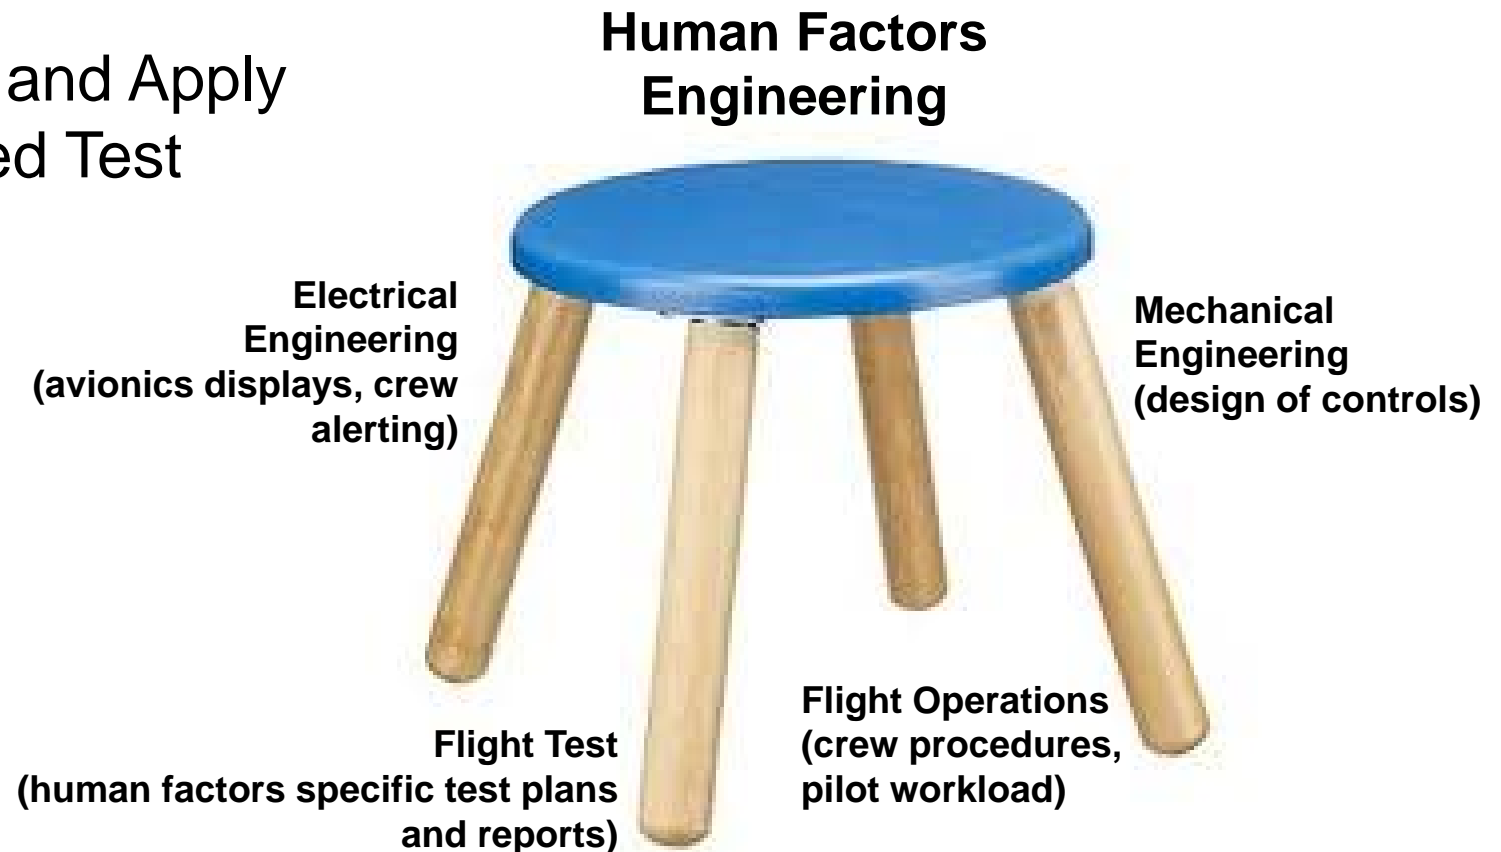 and Apply
ed Test
Human Factors
Engineering
Electrical
Engineering
(avionics displays, crew
alerting)
Mechanical
Engineering
(design of controls)
Flight Test
(human factors specific test plans
and reports)
Flight Operations
(crew procedures,
pilot workload)